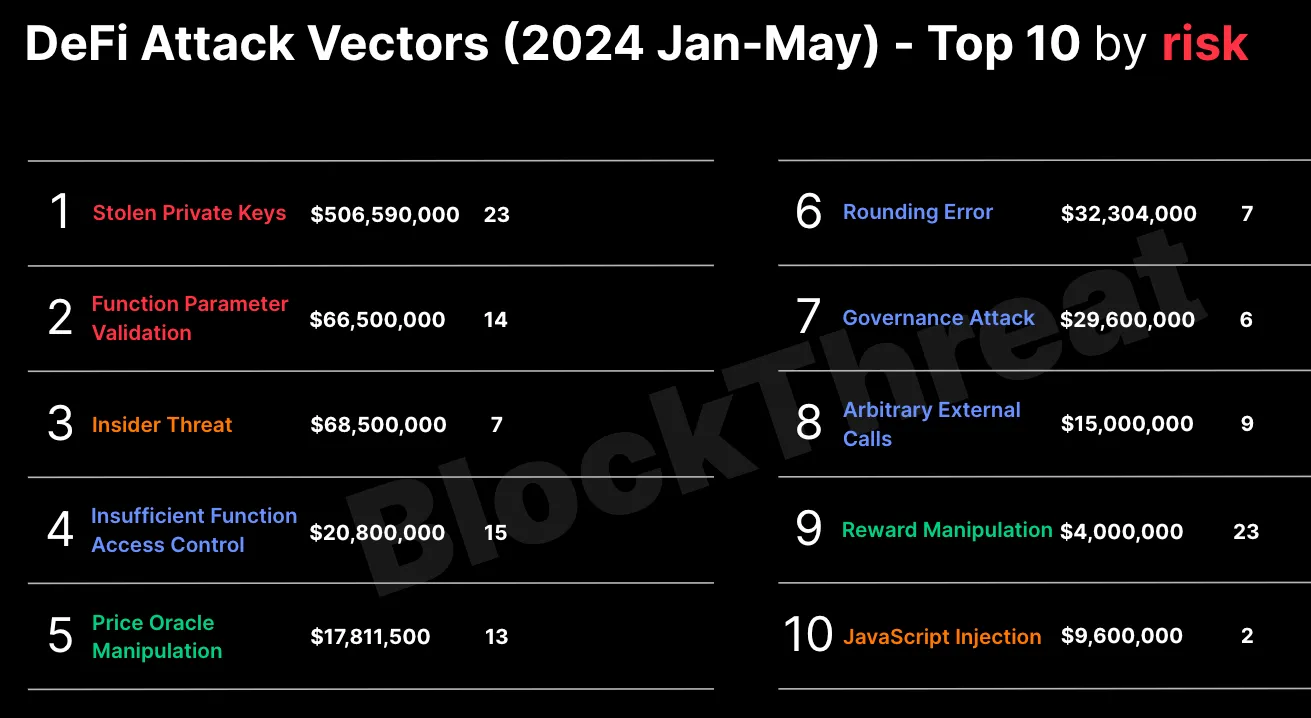 DeFi Attack Vectors (2024 Jan-May) - Top 10 by risk
1 Stolen Private Keys $506,590,000 23
2 Function Parameter
Validation $66,500,000 14
3 Insider Threat $68,500,000 7
4 Insufficient Function
Access Control $20,800,000 15
5 Price Oracle
Manipulation $17,811,500 13
6 Rounding Error $32,304,000 7
7 Governance Attack $29,600,000 6
8 Arbitrary External
Calls $15,000,000 9
9 Reward Manipulation $4,000,000 23
10 JavaScript Injection $9,600,000 2
BlockThreat